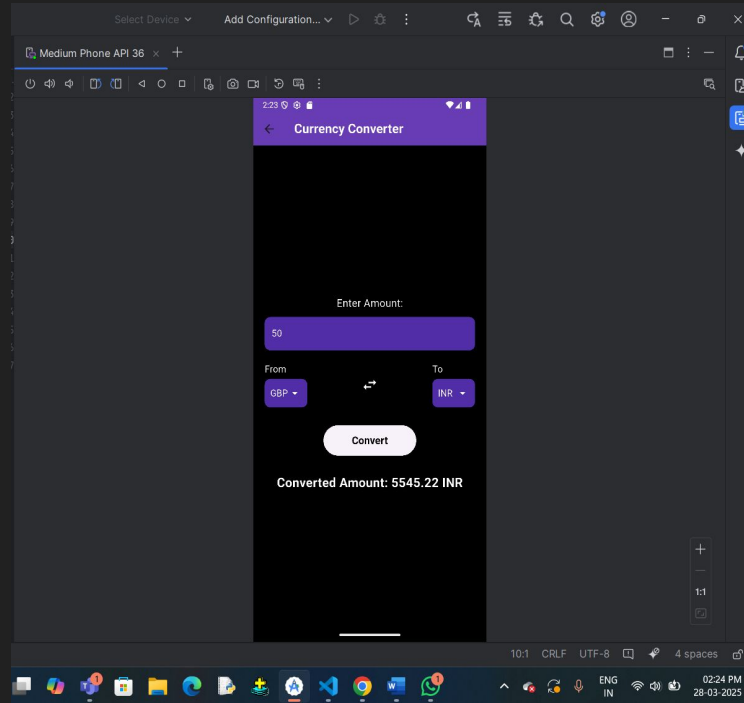 Select Device Add Configuration...
Medium Phone API 36
2:23
Currency Converter
Enter Amount:
50
From To
GBP INR
Convert
Converted Amount: 5545.22 INR
1:1
10:1 CRLF UTF-8 4 spaces
1
1
ENG
IN
02:24 PM
28-03-2025